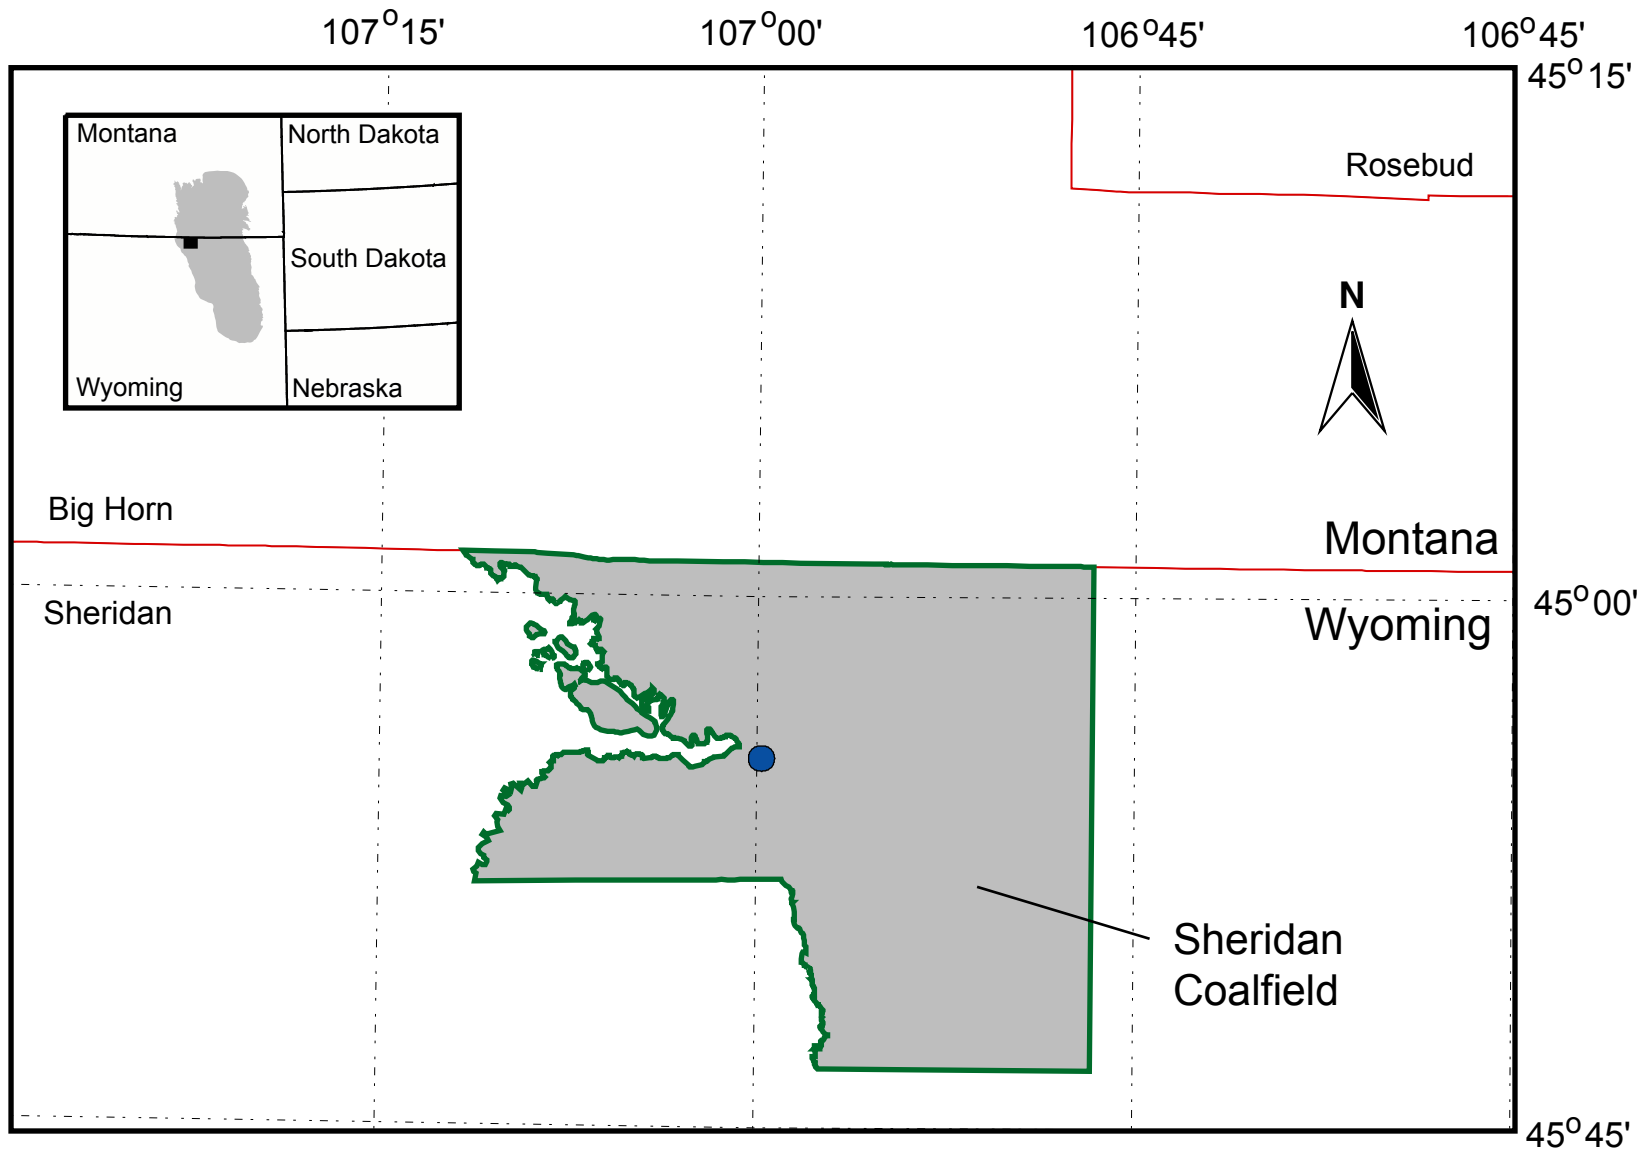 107°15'
107°00'
106°45'
106°45'
45°15'
Montana
North Dakota
Rosebud
South Dakota
N
Wyoming
Nebraska
Big Horn
Montana
45°00'
Sheridan
Wyoming
Sheridan
Coalfield
45°45'